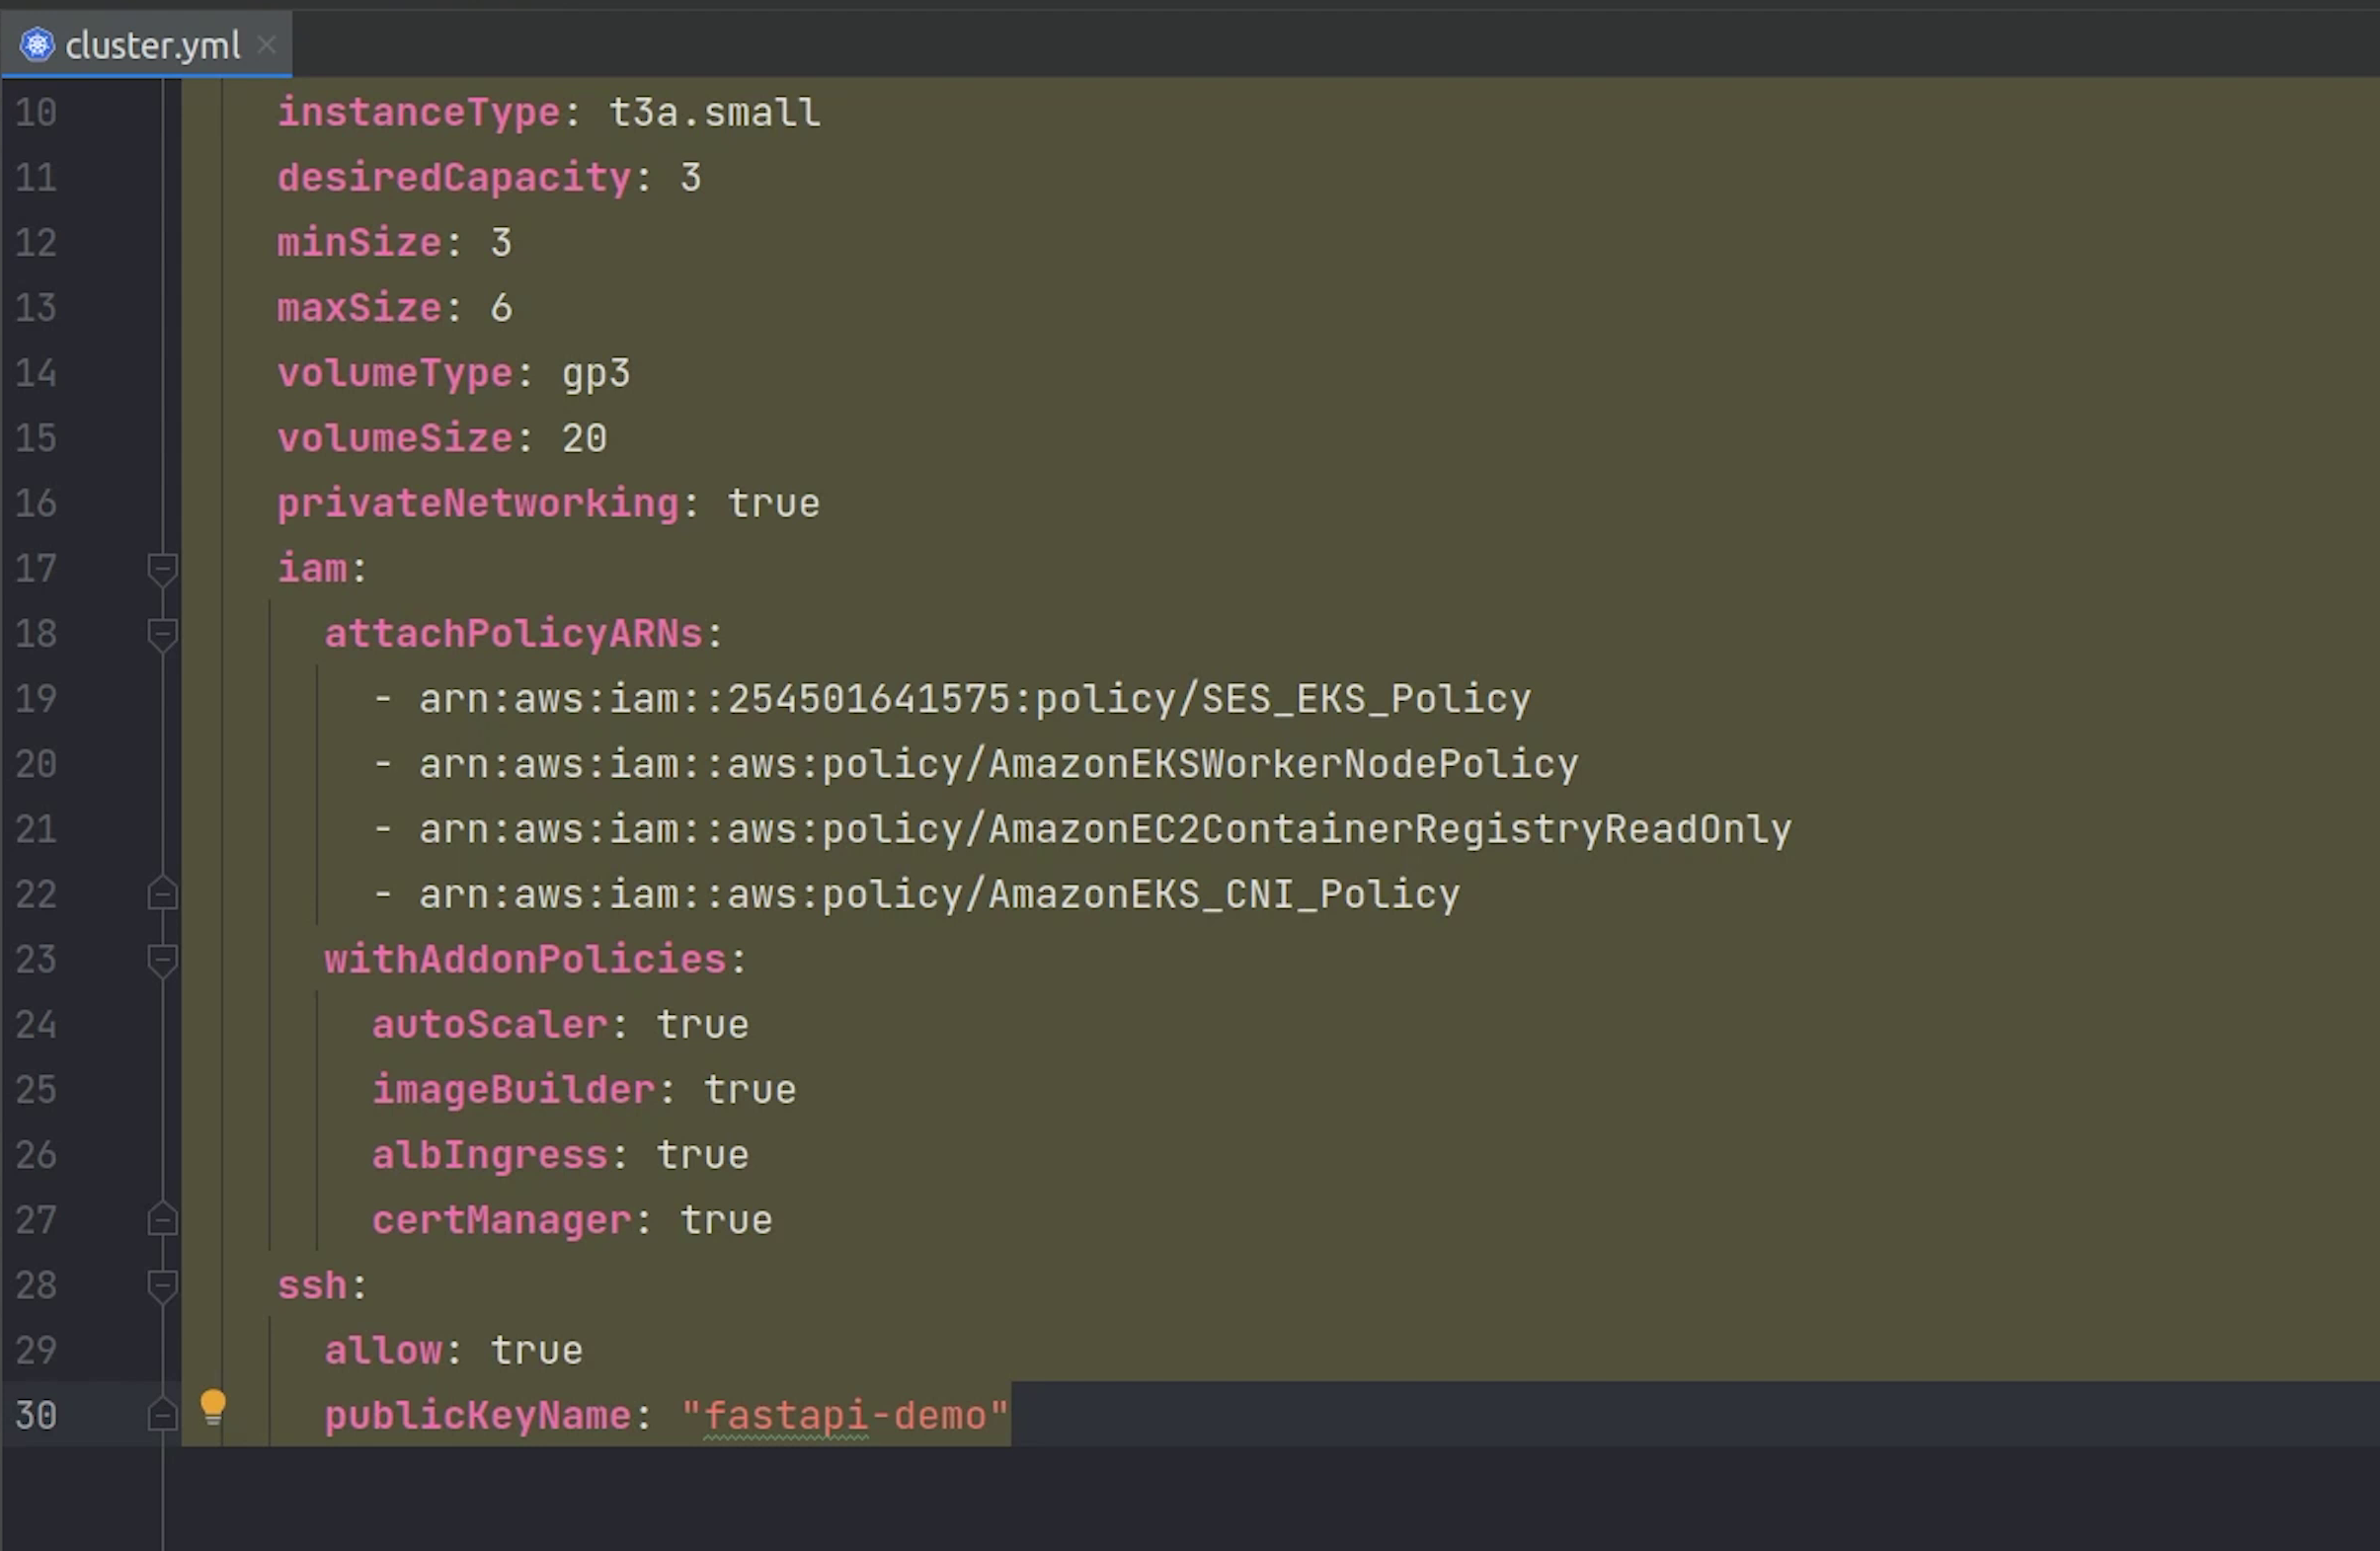 cluster.yml
10 instanceType: t3a.small
11 desiredCapacity: 3
12 minSize: 3
13 maxSize: 6
14 volumeType: gp3
15 volumeSize: 20
16 privateNetworking: true
17 iam:
18 attachPolicyARNs:
19 - arn:aws:iam::254501641575:policy/SES_EKS_Policy
20 - arn:aws:iam::aws:policy/AmazonEKSWorkerNodePolicy
21 - arn:aws:iam::aws:policy/AmazonEC2ContainerRegistryReadOnly
22 - arn:aws:iam::aws:policy/AmazonEKS_CNI_Policy
23 withAddonPolicies:
24 autoScaler: true
25 imageBuilder: true
26 albIngress: true
27 certManager: true
28 ssh:
29 allow: true
30 publicKeyName: "fastapi-demo"